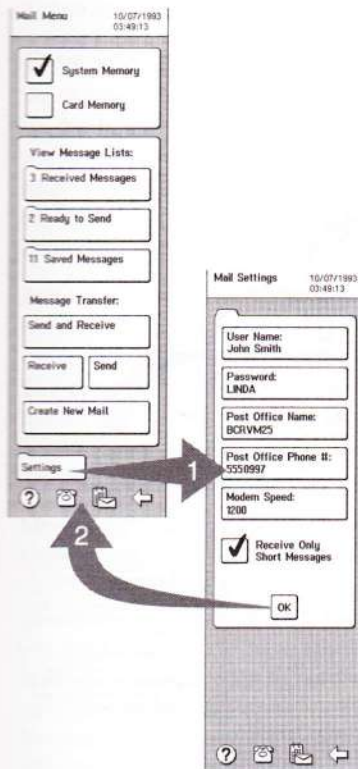 Mail Menu
10/07/1993
03:49:13
System Memory
Card Memory
View Message Lists:
3 Received Messages
2 Ready to Send
11 Saved Messages
Message Transfer:
Send and Receive
Receive
Send
Create New Mail
Settings
?
1
2
Mail Settings
10/07/1993
03:49:13
User Name:
John Smith
Password:
LINDA
Post Office Name:
BCRVM25
Post Office Phone #:
5550997
Modem Speed:
1200
Receive Only
Short Messages
OK
?